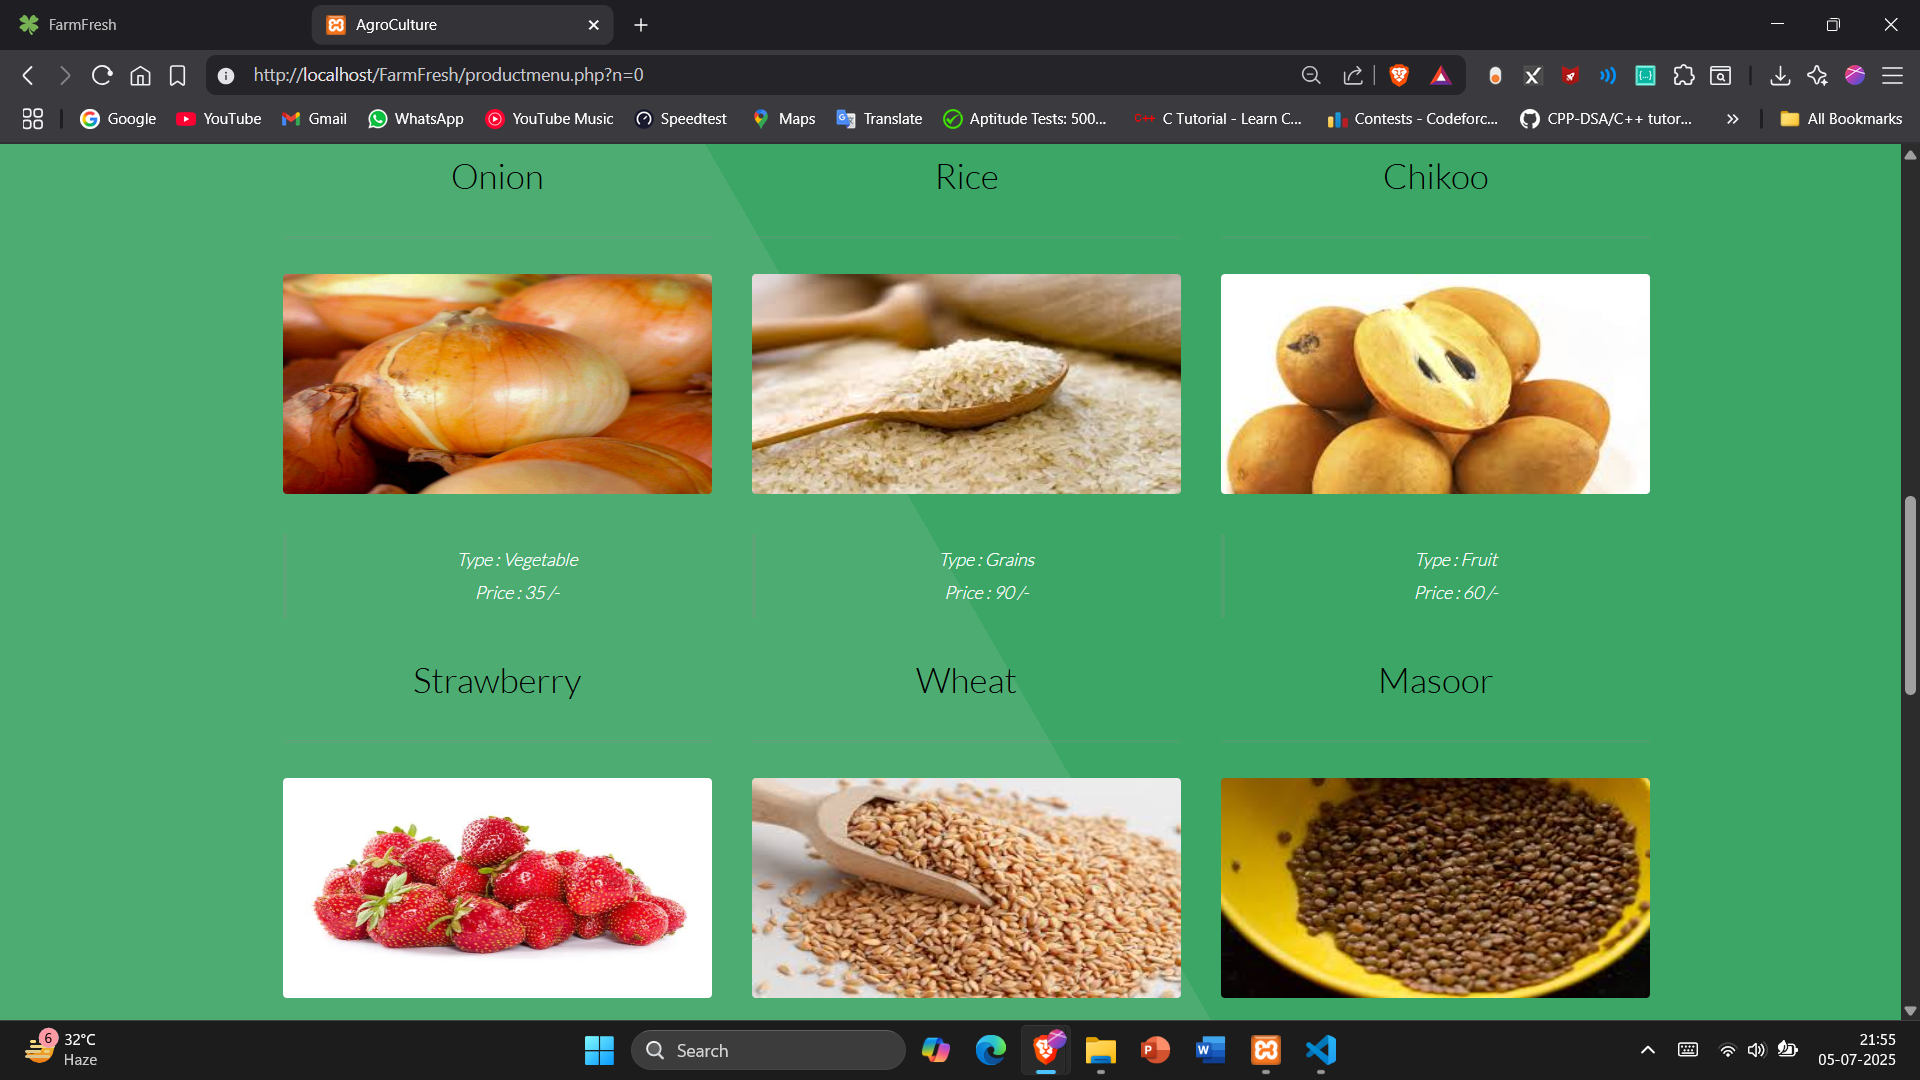 FarmFresh
AgroCulture
http://localhost/FarmFresh/productmenu.php?n=0
Google
YouTube
Gmail
WhatsApp
YouTube Music
Speedtest
Maps
Translate
Aptitude Tests: 500...
C Tutorial - Learn C...
Contests - Codeforc...
CPP-DSA/C++ tutor...
All Bookmarks
Onion
Rice
Chikoo
Type : Vegetable
Price : 35 /-
Type : Grains
Price : 90 /-
Type : Fruit
Price : 60 /-
Strawberry
Wheat
Masoor
6
32°C
Haze
Search
21:55
05-07-2025